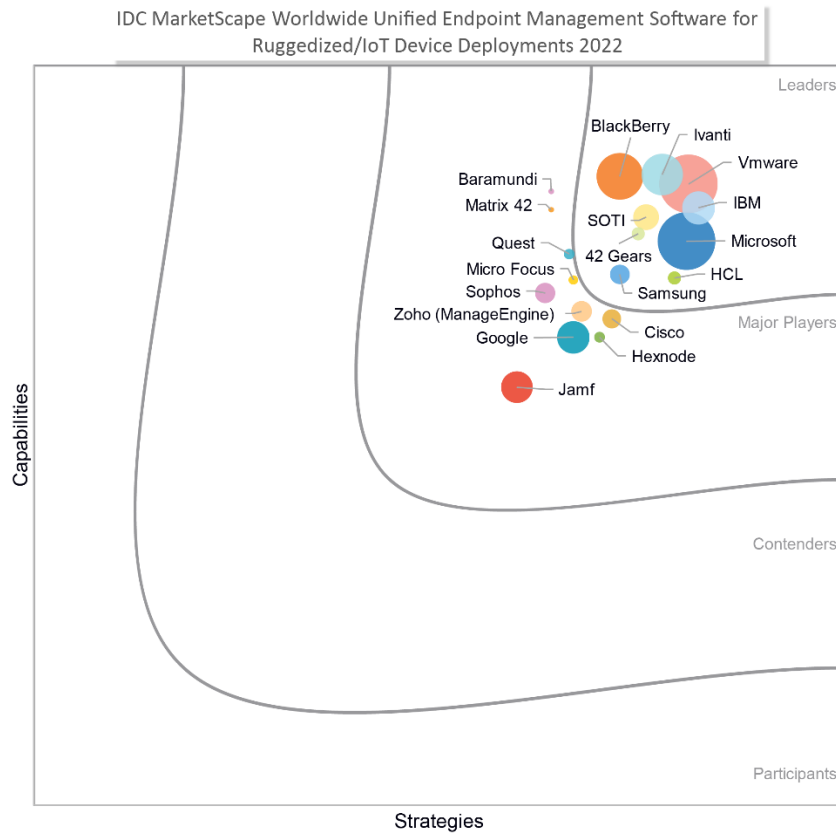 IDC MarketScape Worldwide Unified Endpoint Management Software for
Ruggedized/IoT Device Deployments 2022
Leaders
BlackBerry
Ivanti
Vmware
Baramundi
IBM
Matrix 42
SOTI
Microsoft
Quest
42 Gears
Micro Focus
HCL
Sophos
Samsung
Zoho (ManageEngine)
Major Players
Cisco
Google
Hexnode
Jamf
Capabilities
Contenders
Participants
Strategies